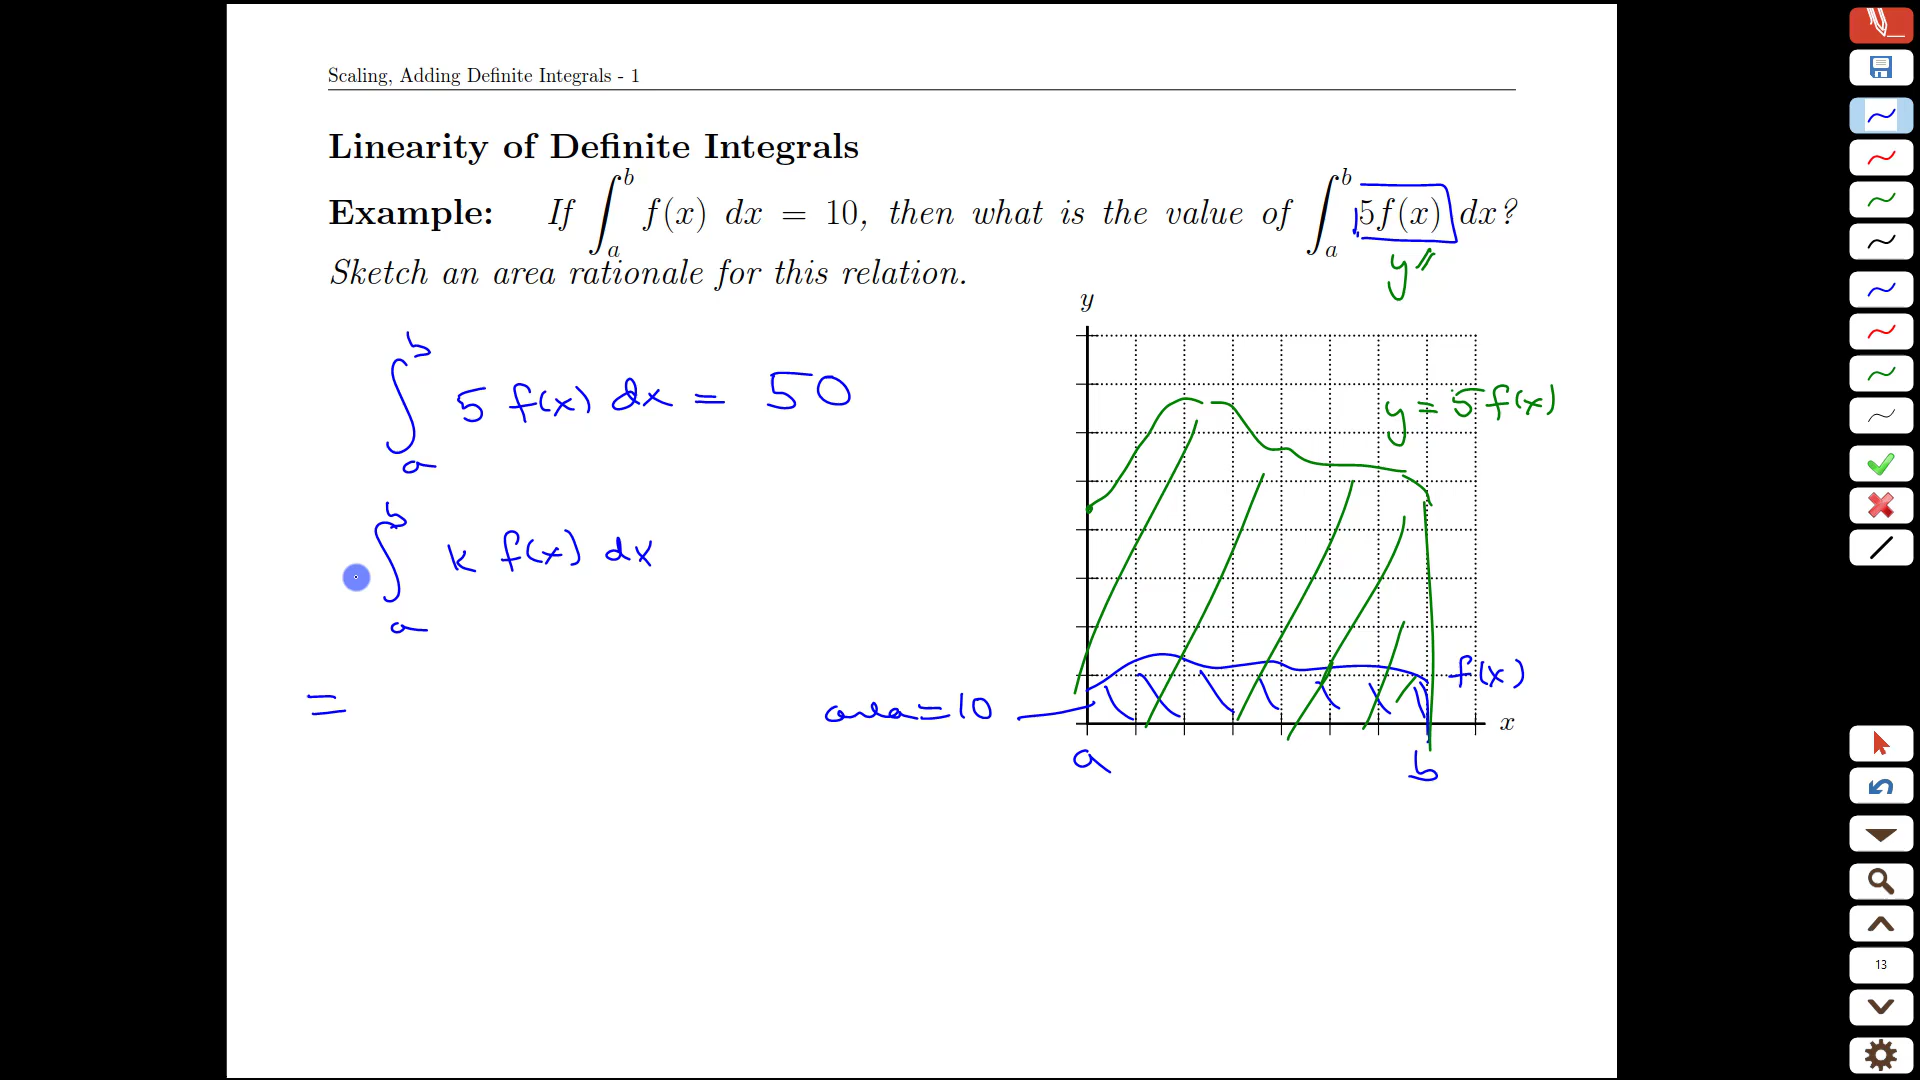 Scaling, Adding Definite Integrals - 1
Linearity of Definite Integrals
Example: If ∫_a^b f(x) dx = 10, then what is the value of ∫_a^b 5f(x) dx?
Sketch an area rationale for this relation.
y
y
∫_a^b 5 f(x) dx = 50
y = 5 f(x)
∫_a^b k f(x) dx
f(x)
=
area = 10
x
a
b
13